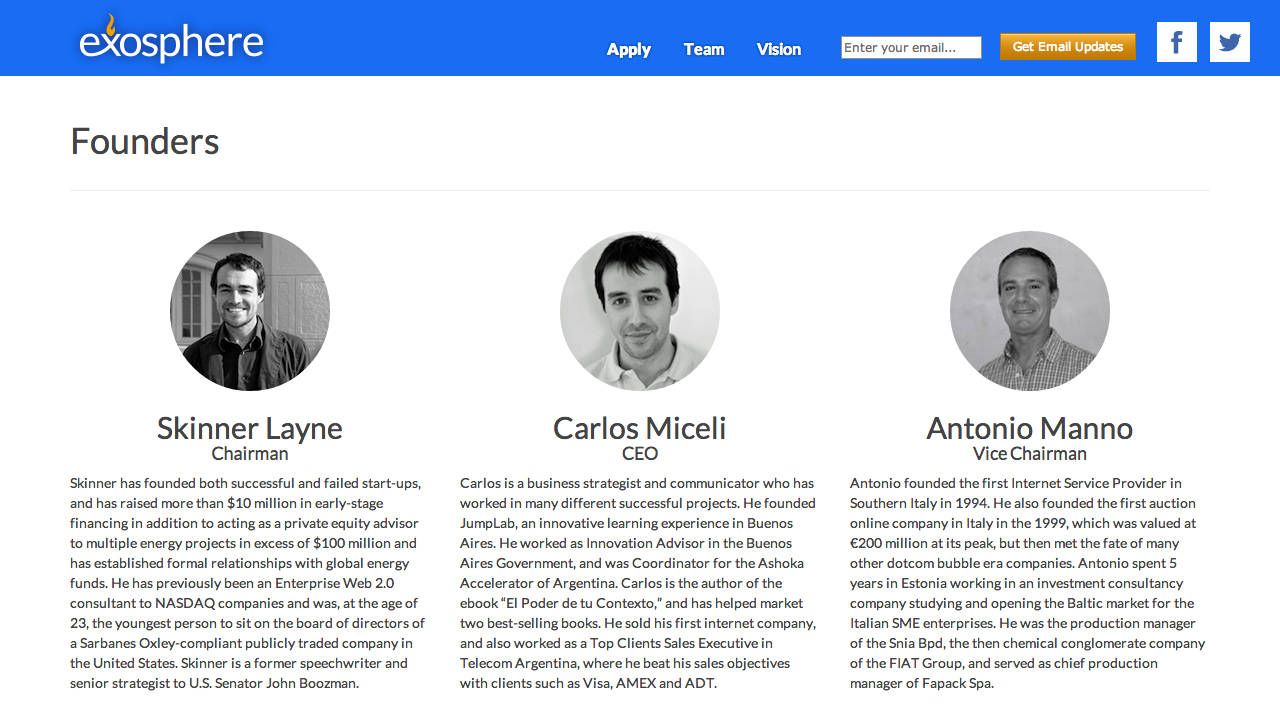 exosphere
Apply Team Vision Enter your email... Get Email Updates
Founders
Skinner Layne
Chairman
Skinner has founded both successful and failed start-ups,
and has raised more than $10 million in early-stage
financing in addition to acting as a private equity advisor
to multiple energy projects in excess of $100 million and
has established formal relationships with global energy
funds. He has previously been an Enterprise Web 2.0
consultant to NASDAQ companies and was, at the age of
23, the youngest person to sit on the board of directors of
a Sarbanes Oxley-compliant publicly traded company in
the United States. Skinner is a former speechwriter and
senior strategist to U.S. Senator John Boozman.
Carlos Miceli
CEO
Carlos is a business strategist and communicator who has
worked in many different successful projects. He founded
JumpLab, an innovative learning experience in Buenos
Aires. He worked as Innovation Advisor in the Buenos
Aires Government, and was Coordinator for the Ashoka
Accelerator of Argentina. Carlos is the author of the
ebook “El Poder de tu Contexto,” and has helped market
two best-selling books. He sold his first internet company,
and also worked as a Top Clients Sales Executive in
Telecom Argentina, where he beat his sales objectives
with clients such as Visa, AMEX and ADT.
Antonio Manno
Vice Chairman
Antonio founded the first Internet Service Provider in
Southern Italy in 1994. He also founded the first auction
online company in Italy in the 1999, which was valued at
€200 million at its peak, but then met the fate of many
other dotcom bubble era companies. Antonio spent 5
years in Estonia working in an investment consultancy
company studying and opening the Baltic market for the
Italian SME enterprises. He was the production manager
of the Snia Bpd, the then chemical conglomerate company
of the FIAT Group, and served as chief production
manager of Fapack Spa.